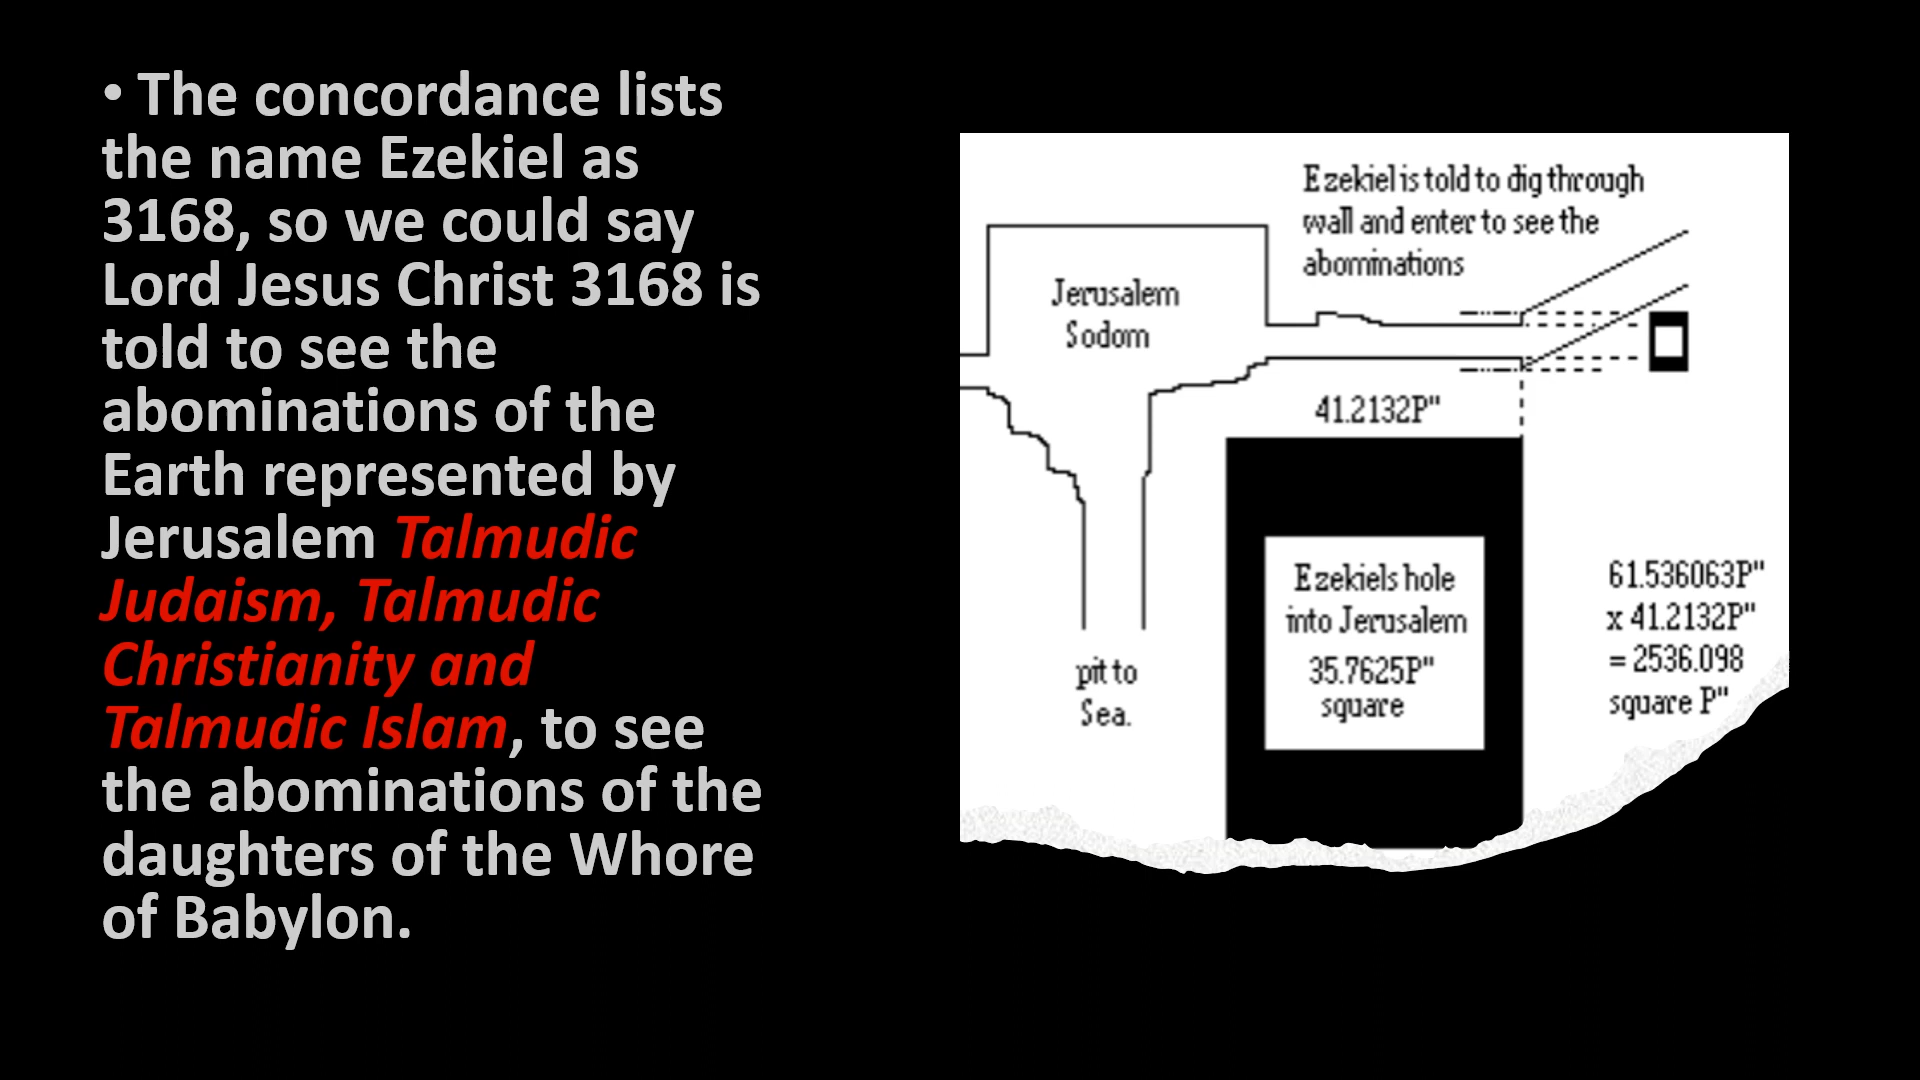 • The concordance lists
the name Ezekiel as
3168, so we could say
Lord Jesus Christ 3168 is
told to see the
abominations of the
Earth represented by
Jerusalem Talmudic
Judaism, Talmudic
Christianity and
Talmudic Islam, to see
the abominations of the
daughters of the Whore
of Babylon.
Ezekiel is told to dig through
wall and enter to see the
abominations
Jerusalem
Sodom
41.2132P"
Ezekiels hole
into Jerusalem
35.7625P"
square
61.536063P"
x 41.2132P"
= 2536.098
square P"
pit to
Sea.